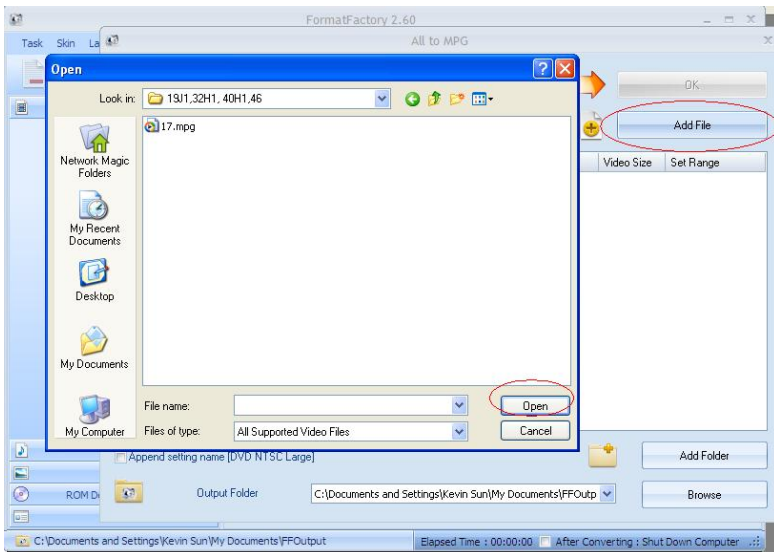 FormatFactory 2.60
Task Skin La
All to MPG
Open
OK
Look in: 19J1,32H1, 40H1,46
Add File
17.mpg
Video Size Set Range
Network Magic
Folders
My Recent
Documents
Desktop
My Documents
My Computer
File name:
Open
Files of type: All Supported Video Files
Cancel
Append setting name [DVD NTSC Large]
Add Folder
ROM D
Output Folder
C:\Documents and Settings\Kevin Sun\My Documents\FFOutp
Browse
C:\Documents and Settings\Kevin Sun\My Documents\FFOutput
Elapsed Time : 00:00:00
After Converting : Shut Down Computer